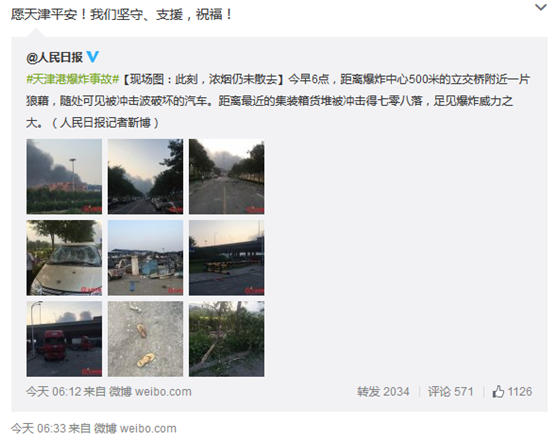 愿天津平安！我们坚守、支援，祝福！
@人民日报
#天津港爆炸事故#【现场图：此刻，浓烟仍未散去】今早6点，距离爆炸中心500米的立交桥附近一片
狼藉，随处可见被冲击波破坏的汽车。距离最近的集装箱货堆被冲击得七零八落，足见爆炸威力之
大。（人民日报记者靳博）
今天 06:12 来自 微博 weibo.com
转发 2034 评论 571 1126
今天 06:33 来自 微博 weibo.com